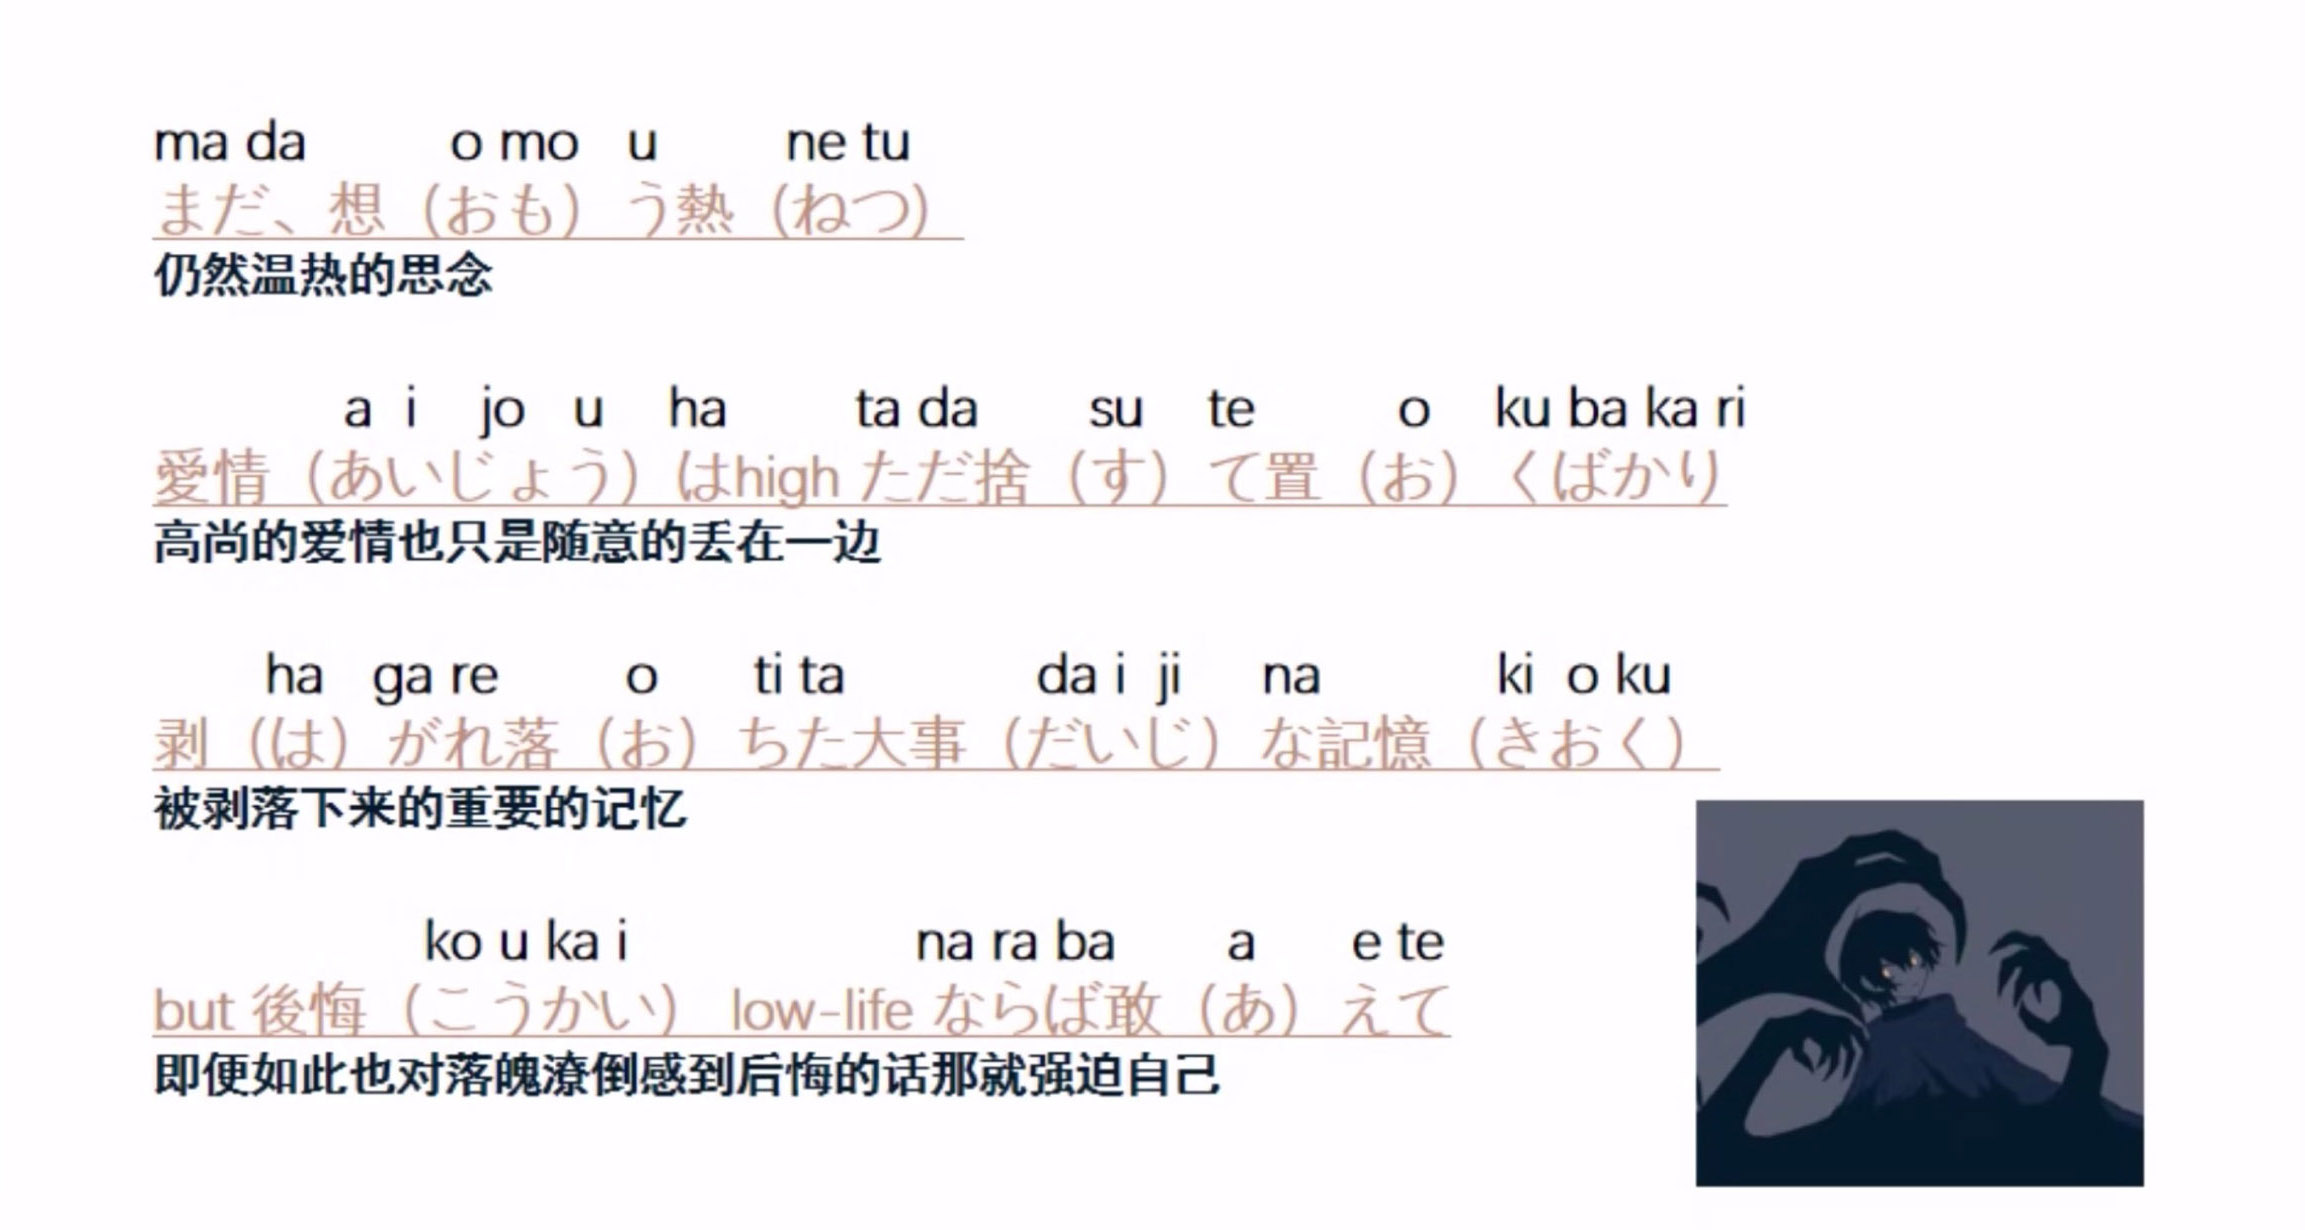 ma da o mo u ne tu
まだ、想（おも）う熱（ねつ）
仍然温热的思念
a i jo u ha ta da su te o ku ba ka ri
愛情（あいじょう）はhigh ただ捨（す）て置（お）くばかり
高尚的爱情也只是随意的丢在一边
ha ga re o ti ta da i ji na ki o ku
剥（は）がれ落（お）ちた大事（だいじ）な記憶（きおく）
被剥落下来的重要的记忆
ko u ka i na ra ba a e te
but 後悔（こうかい） low-life ならば敢（あ）えて
即便如此也对落魄潦倒感到后悔的话那就强迫自己